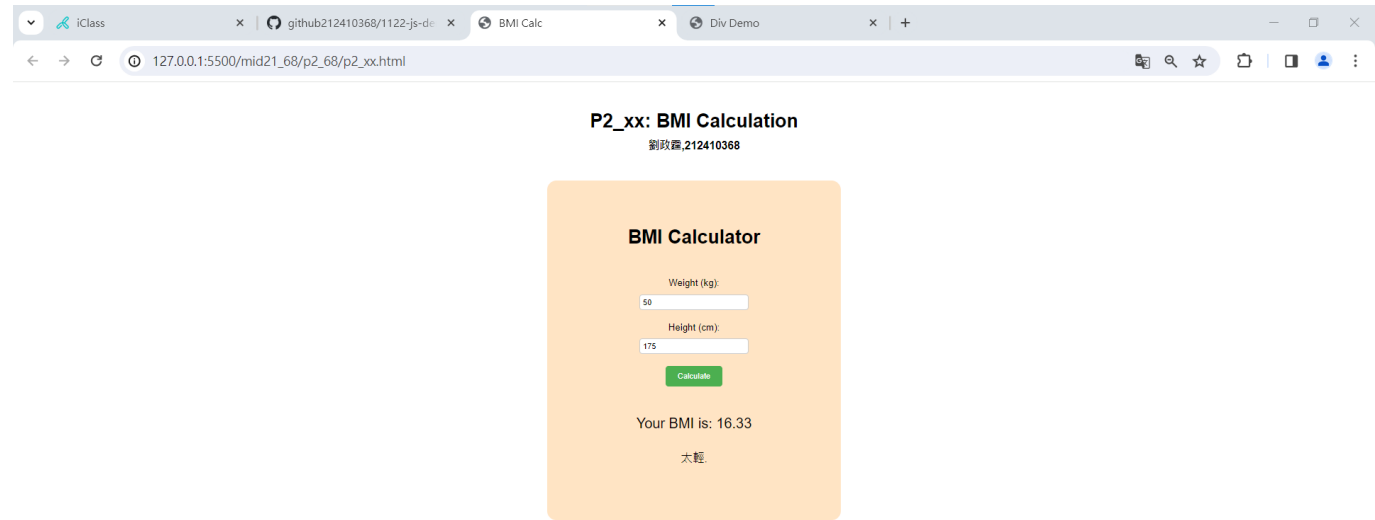 iClass
github212410368/1122-js-de
BMI Calc
Div Demo
127.0.0.1:5500/mid21_68/p2_68/p2_xx.html
P2_xx: BMI Calculation
劉政霆,212410368
BMI Calculator
Weight (kg):
50
Height (cm):
175
Calculate
Your BMI is: 16.33
太輕.